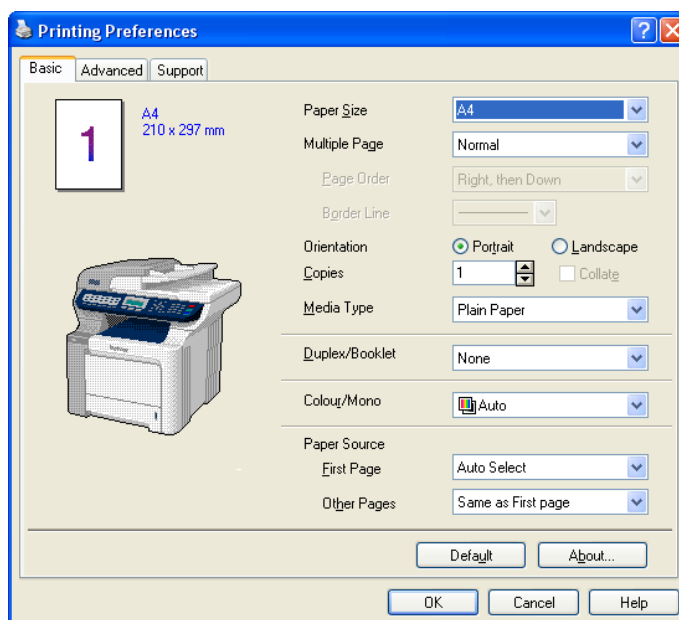 Printing Preferences
Basic Advanced Support
1
A4
210 x 297 mm
brother
Paper Size A4
Multiple Page Normal
Page Order Right, then Down
Border Line
Orientation Portrait Landscape
Copies 1 Collate
Media Type Plain Paper
Duplex/Booklet None
Colour/Mono Auto
Paper Source
First Page Auto Select
Other Pages Same as First page
Default About...
OK Cancel Help